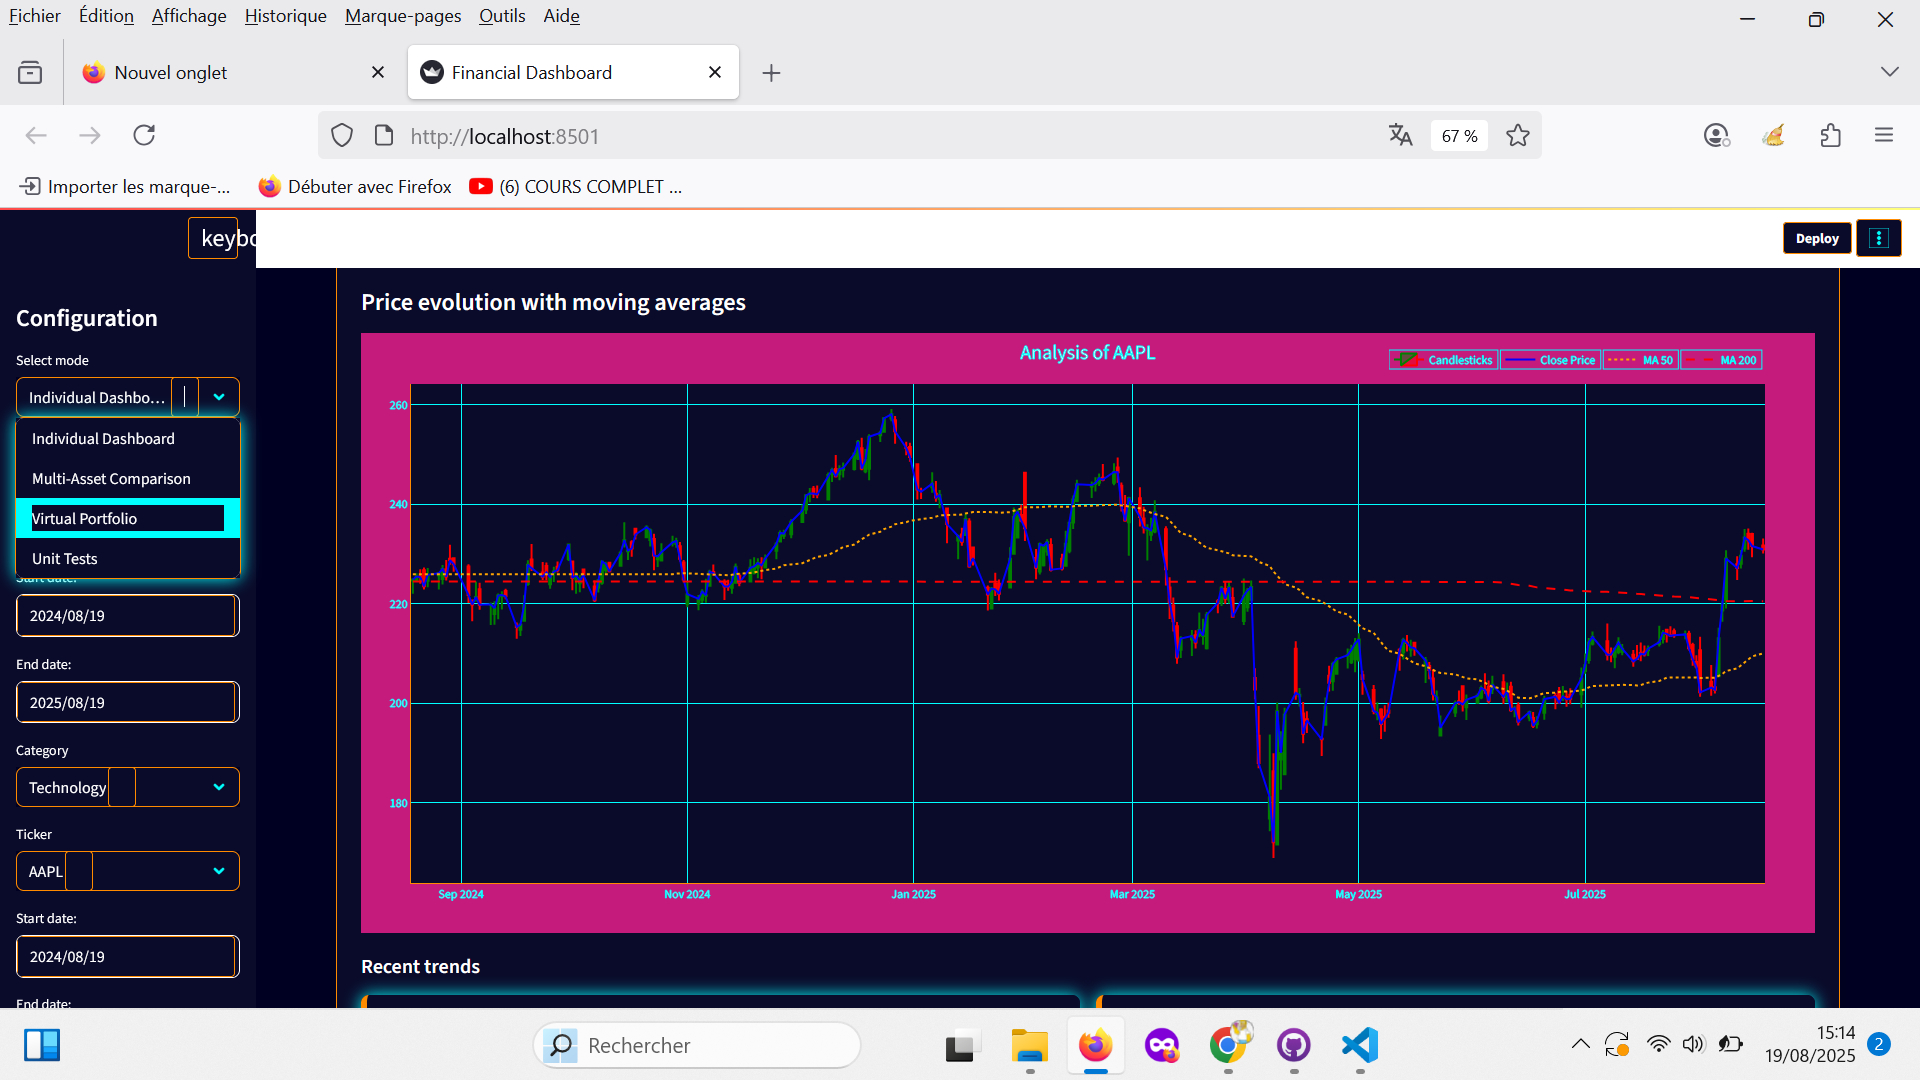 Fichier Édition Affichage Historique Marque-pages Outils Aide
Nouvel onglet
Financial Dashboard
http://localhost:8501
67 %
Importer les marque-...
Débuter avec Firefox
(6) COURS COMPLET ...
keybo
Deploy
Configuration
Select mode
Individual Dashbo...
Individual Dashboard
Multi-Asset Comparison
Virtual Portfolio
Unit Tests
Start date:
2024/08/19
End date:
2025/08/19
Category
Technology
Ticker
AAPL
Start date:
2024/08/19
End date:
Price evolution with moving averages
Analysis of AAPL
Candlesticks
Close Price
MA 50
MA 200
260
240
220
200
180
Sep 2024
Nov 2024
Jan 2025
Mar 2025
May 2025
Jul 2025
Recent trends
Rechercher
15:14
19/08/2025
2